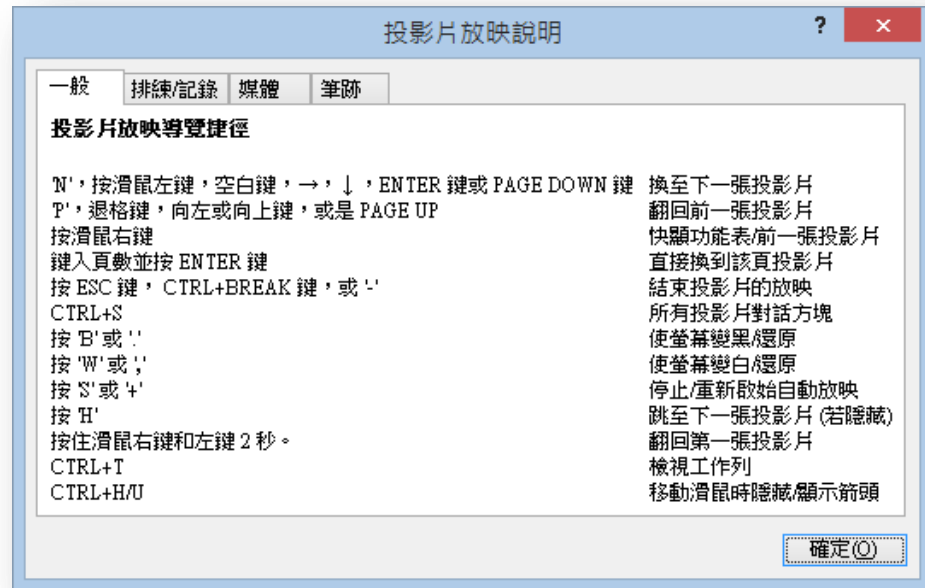 投影片放映說明
?
×
一般 排練/記錄 媒體 筆跡
投影片放映導覽捷徑
'N',按滑鼠左鍵,空白鍵,→,↓,ENTER 鍵或 PAGE DOWN 鍵 換至下一張投影片
'P',退格鍵,向左或向上鍵,或是 PAGE UP 翻回前一張投影片
按滑鼠右鍵 快顯功能表/前一張投影片
鍵入頁數並按 ENTER 鍵 直接換到該頁投影片
按 ESC 鍵, CTRL+BREAK 鍵,或 '-' 結束投影片的放映
CTRL+S 所有投影片對話方塊
按 'B' 或 '.' 使螢幕變黑/還原
按 'W' 或 ',' 使螢幕變白/還原
按 'S' 或 '+' 停止/重新啟始自動放映
按 'H' 跳至下一張投影片 (若隱藏)
按住滑鼠右鍵和左鍵 2 秒。 翻回第一張投影片
CTRL+T 檢視工作列
CTRL+H/U 移動滑鼠時隱藏/顯示箭頭
確定(O)